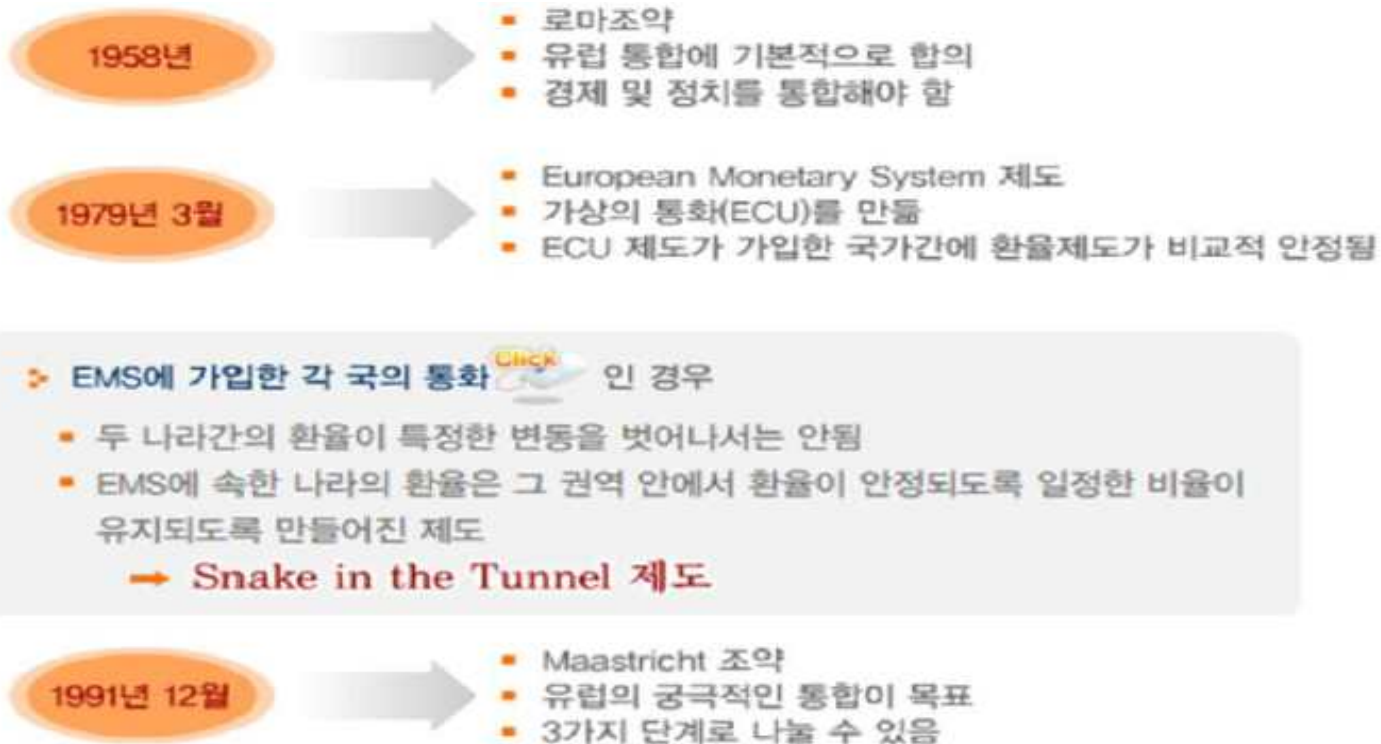 1958년
로마조약
유럽 통합에 기본적으로 합의
경제 및 정치를 통합해야 함
1979년 3월
European Monetary System 제도
가상의 통화(ECU)를 만듦
ECU 제도가 가입한 국가간에 환율제도가 비교적 안정됨
EMS에 가입한 각 국의 통화 Click 인 경우
두 나라간의 환율이 특정한 변동을 벗어나서는 안됨
EMS에 속한 나라의 환율은 그 권역 안에서 환율이 안정되도록 일정한 비율이
유지되도록 만들어진 제도
→ Snake in the Tunnel 제도
1991년 12월
Maastricht 조약
유럽의 궁극적인 통합이 목표
3가지 단계로 나눌 수 있음